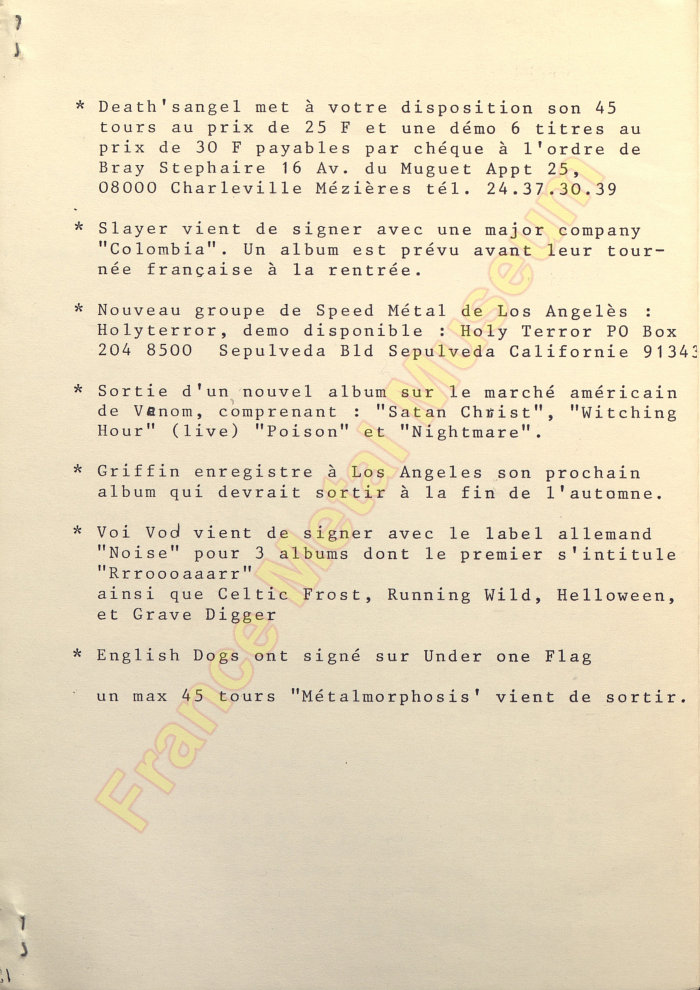 * Death'sangel met à votre disposition son 45
tours au prix de 25 F et une démo 6 titres au
prix de 30 F payables par chéque à l'ordre de
Bray Stephaire 16 Av. du Muguet Appt 25,
08000 Charleville Mézières tél. 24.37.30.39
* Slayer vient de signer avec une major company
"Colombia". Un album est prévu avant leur tour-
née française à la rentrée.
* Nouveau groupe de Speed Métal de Los Angelès :
Holyterror, demo disponible : Holy Terror PO Box
204 8500 Sepulveda Bld Sepulveda Californie 91343
* Sortie d'un nouvel album sur le marché américain
de Venom, comprenant : "Satan Christ", "Witching
Hour" (live) "Poison" et "Nightmare".
* Griffin enregistre à Los Angeles son prochain
album qui devrait sortir à la fin de l'automne.
* Voi Vod vient de signer avec le label allemand
"Noise" pour 3 albums dont le premier s'intitule
"Rrroooaaarr"
ainsi que Celtic Frost, Running Wild, Helloween,
et Grave Digger
* English Dogs ont signé sur Under one Flag
un max 45 tours "Métalmorphosis' vient de sortir.
France Metal Museum